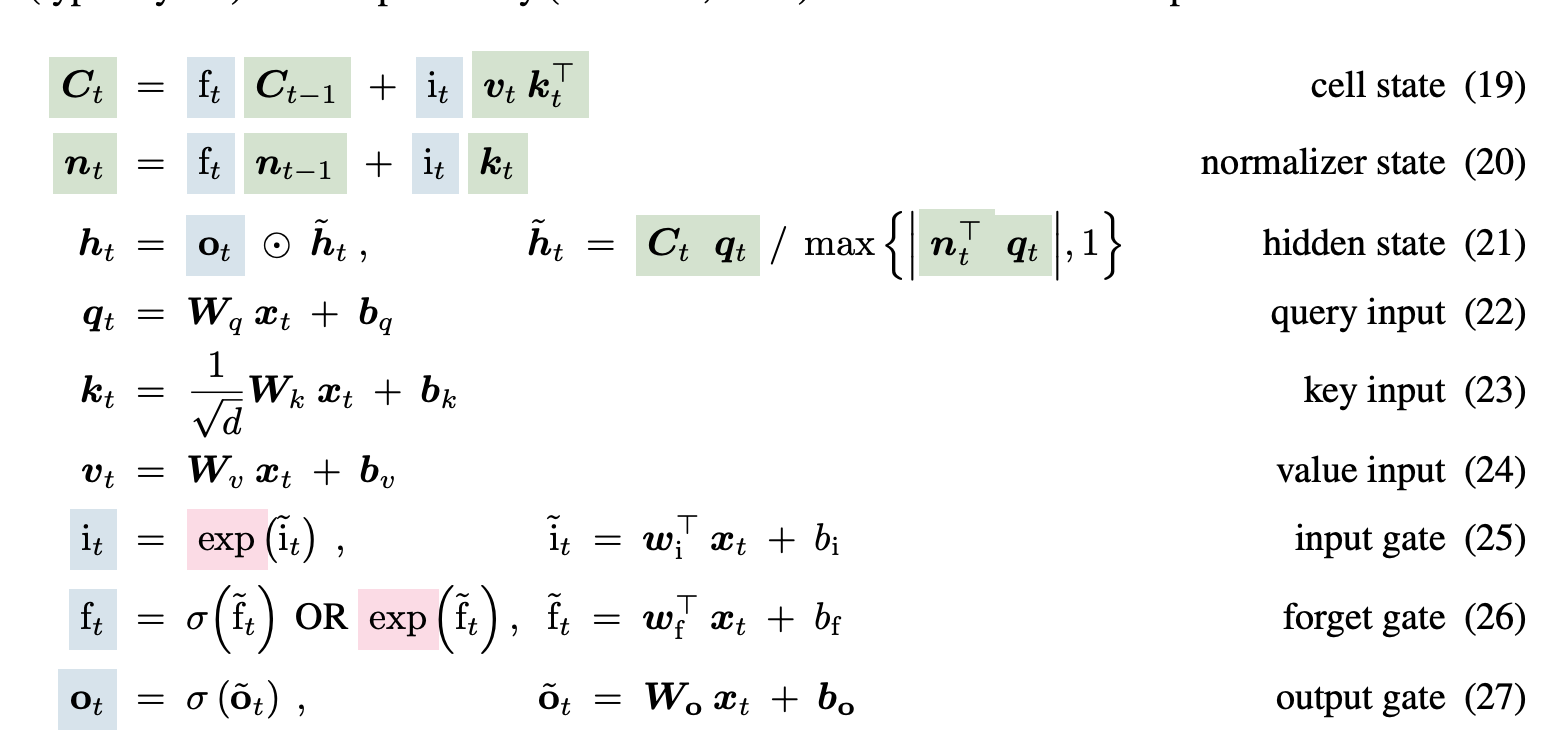 C_t = f_t C_{t−1} + i_t v_t k_t^⊤ cell state (19)
n_t = f_t n_{t−1} + i_t k_t normalizer state (20)
h_t = o_t ⊙ h̃_t , h̃_t = C_t q_t / max{|n_t^⊤ q_t|, 1} hidden state (21)
q_t = W_q x_t + b_q query input (22)
k_t = \frac{1}{√d} W_k x_t + b_k key input (23)
v_t = W_v x_t + b_v value input (24)
i_t = exp(ĩ_t) , ĩ_t = w_i^⊤ x_t + b_i input gate (25)
f_t = σ(f̃_t) OR exp(f̃_t) , f̃_t = w_f^⊤ x_t + b_f forget gate (26)
o_t = σ(õ_t) , õ_t = W_o x_t + b_o output gate (27)